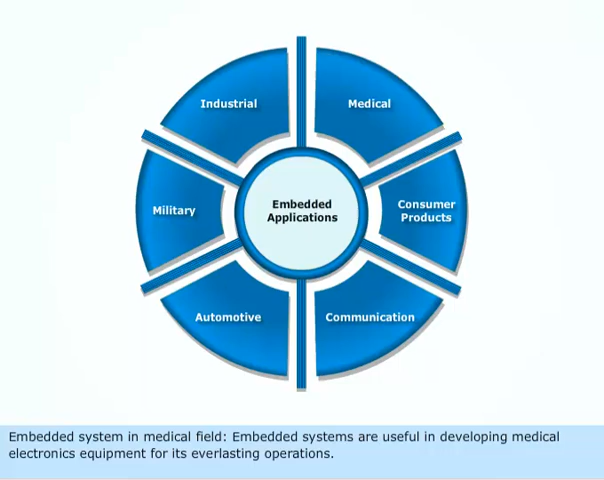 Industrial
Medical
Military
Embedded
Applications
Consumer
Products
Automotive
Communication
Embedded system in medical field: Embedded systems are useful in developing medical
electronics equipment for its everlasting operations.